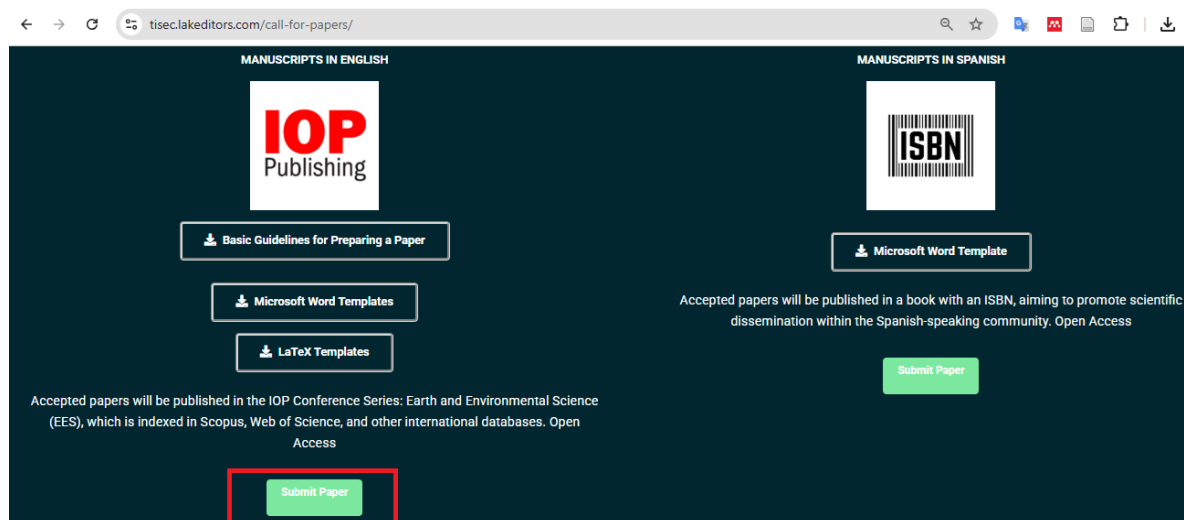 tisec.lakeditors.com/call-for-papers/
MANUSCRIPTS IN ENGLISH
IOP
Publishing
Basic Guidelines for Preparing a Paper
Microsoft Word Templates
LaTeX Templates
Accepted papers will be published in the IOP Conference Series: Earth and Environmental Science
(EES), which is indexed in Scopus, Web of Science, and other international databases. Open
Access
Submit Paper
MANUSCRIPTS IN SPANISH
ISBN
Microsoft Word Template
Accepted papers will be published in a book with an ISBN, aiming to promote scientific
dissemination within the Spanish-speaking community. Open Access
Submit Paper